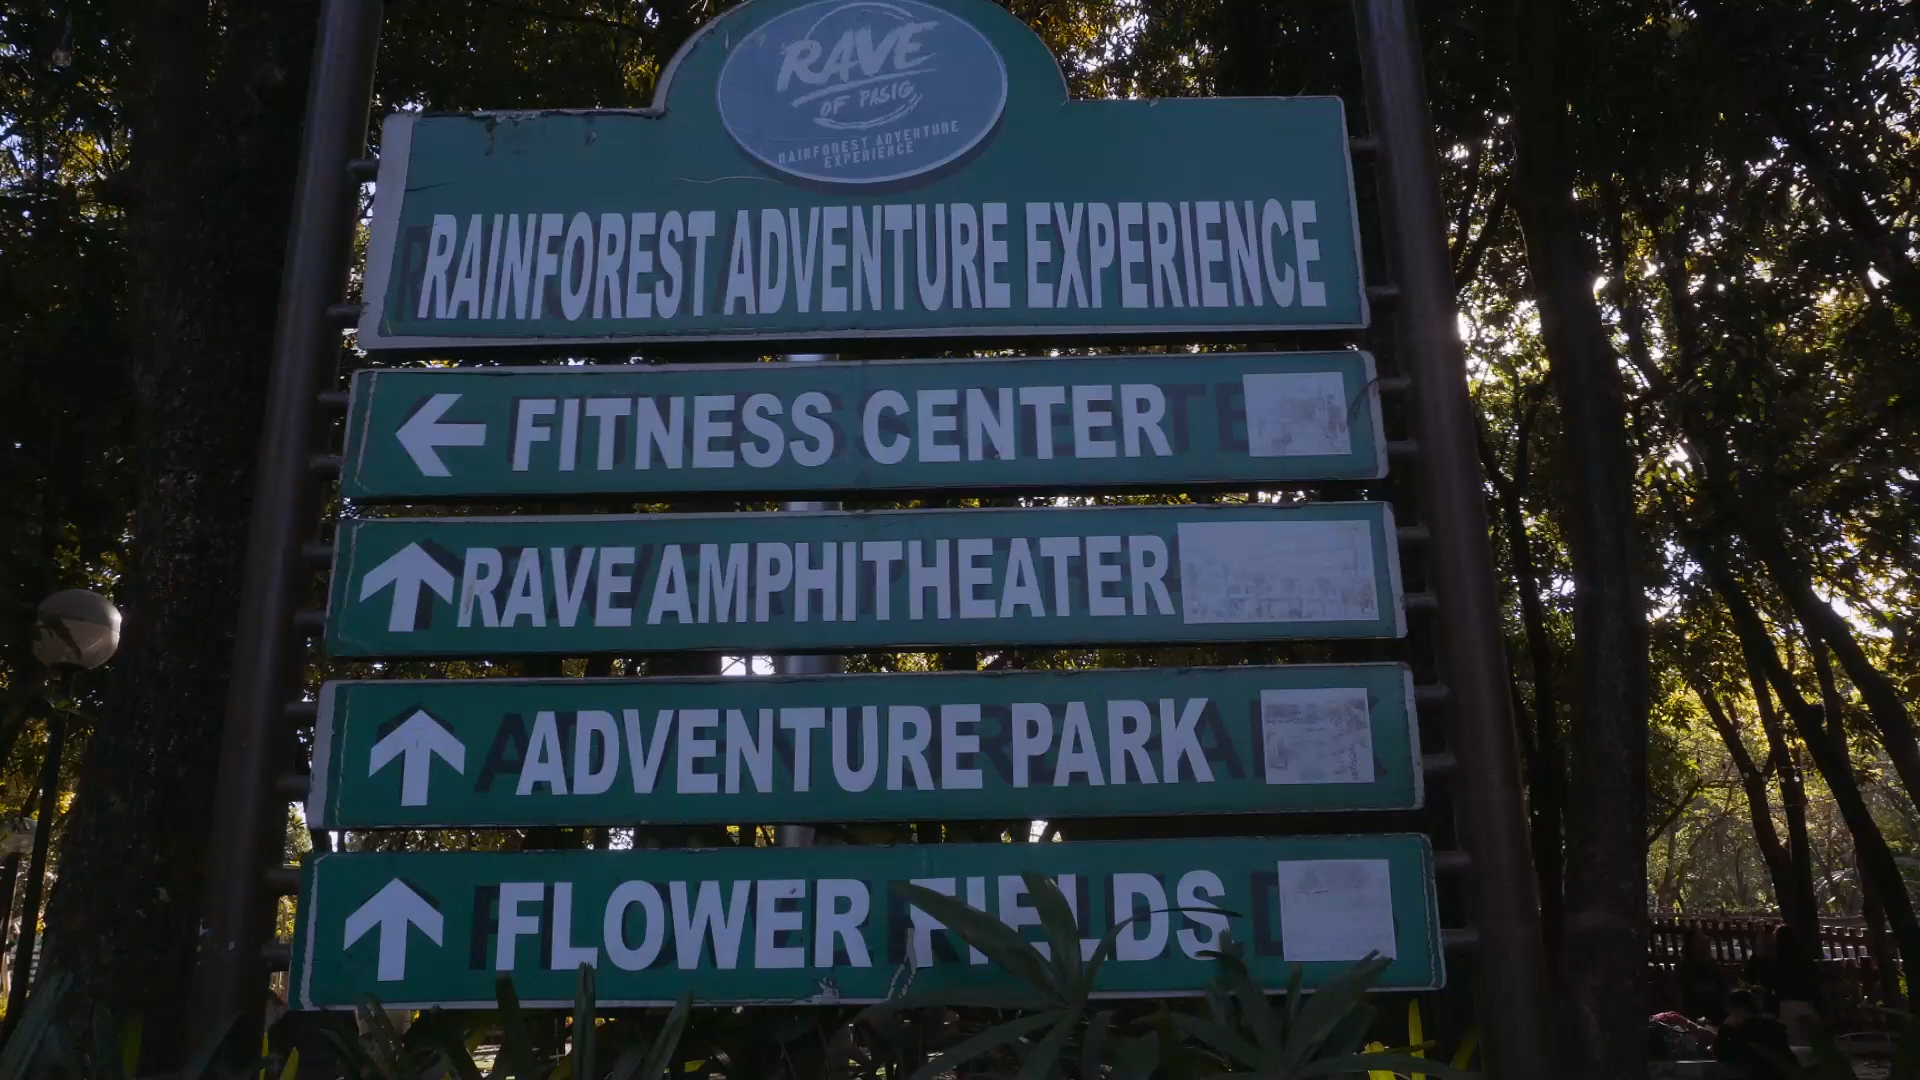 RAVE
OF PASIG
RAINFOREST ADVENTURE
EXPERIENCE
RAINFOREST ADVENTURE EXPERIENCE
FITNESS CENTER
RAVE AMPHITHEATER
ADVENTURE PARK
FLOWER FIELDS